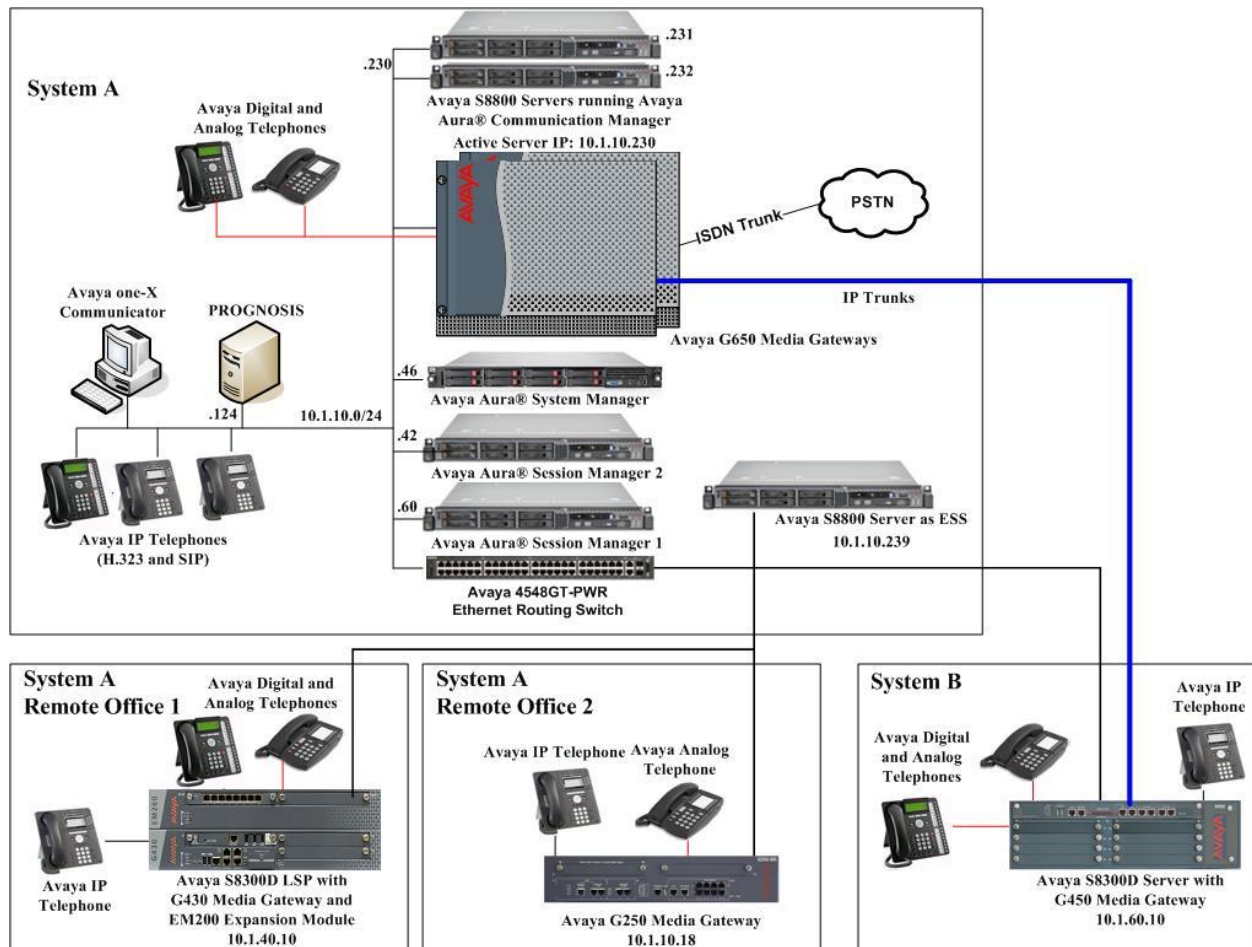 System A
.230
.231
.232
Avaya S8800 Servers running Avaya
Aura® Communication Manager
Active Server IP: 10.1.10.230
Avaya Digital and
Analog Telephones
AVAYA
ISDN Trunk
PSTN
IP Trunks
Avaya G650 Media Gateways
Avaya one-X
Communicator
PROGNOSIS
.124
10.1.10.0/24
.46
Avaya Aura® System Manager
.42
Avaya Aura® Session Manager 2
.60
Avaya Aura® Session Manager 1
Avaya IP Telephones
(H.323 and SIP)
Avaya S8800 Server as ESS
10.1.10.239
Avaya 4548GT-PWR
Ethernet Routing Switch
System A
Remote Office 1
Avaya Digital and
Analog Telephones
EM200
AVAYA
G430
AVAYA
Avaya IP
Telephone
Avaya S8300D LSP with
G430 Media Gateway and
EM200 Expansion Module
10.1.40.10
System A
Remote Office 2
Avaya IP Telephone
Avaya Analog
Telephone
AVAYA
Avaya G250 Media Gateway
10.1.10.18
System B
Avaya IP
Telephone
Avaya Digital
and Analog
Telephones
AVAYA
Avaya S8300D Server with
G450 Media Gateway
10.1.60.10